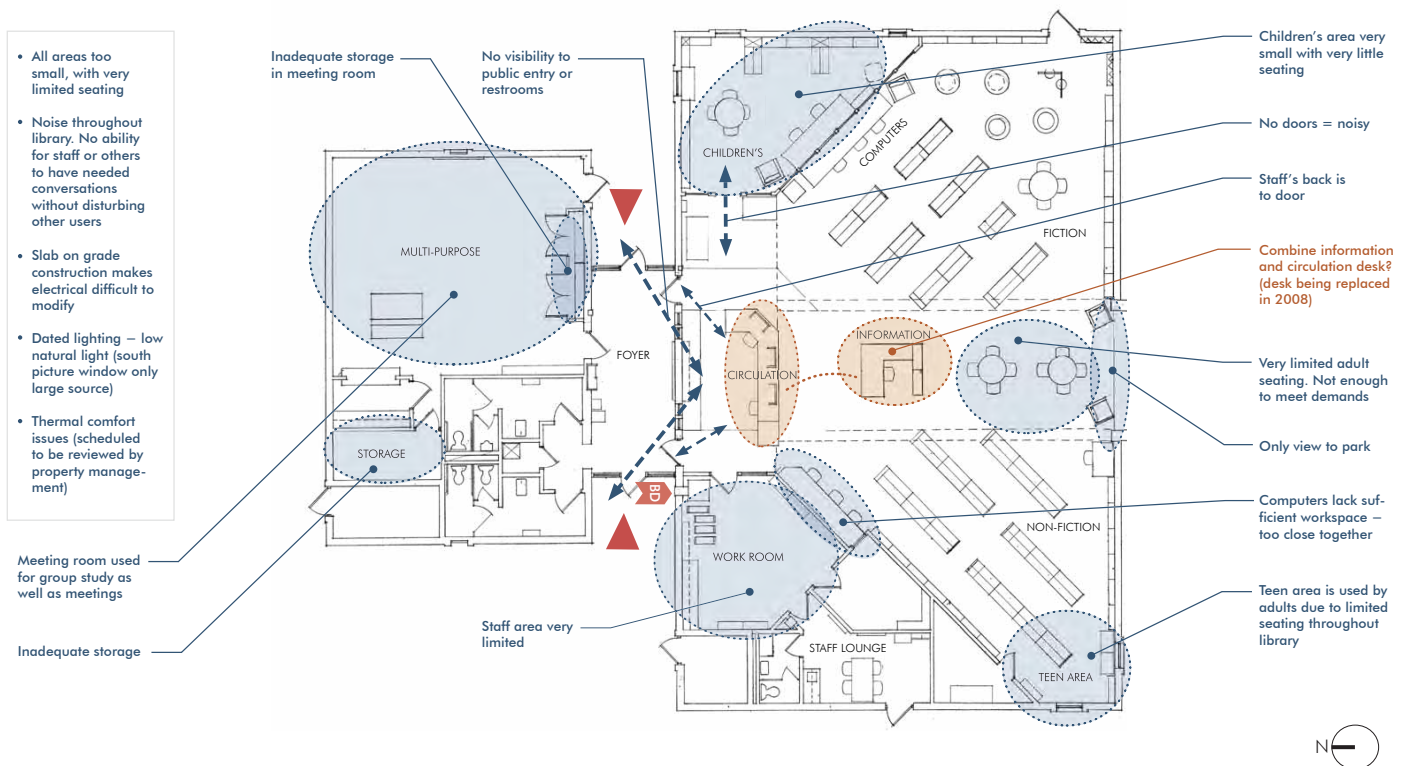 • All areas too
small, with very
limited seating
• Noise throughout
library. No ability
for staff or others
to have needed
conversations
without disturbing
other users
• Slab on grade
construction makes
electrical difficult to
modify
• Dated lighting – low
natural light (south
picture window only
large source)
• Thermal comfort
issues (scheduled
to be reviewed by
property manage-
ment)
Meeting room used
for group study as
well as meetings
Inadequate storage
Inadequate storage
in meeting room
No visibility to
public entry or
restrooms
Staff area very
limited
MULTI-PURPOSE
STORAGE
FOYER
BD
CHILDREN'S
COMPUTERS
FICTION
CIRCULATION
INFORMATION
NON-FICTION
WORK ROOM
STAFF LOUNGE
TEEN AREA
Children's area very
small with very little
seating
No doors = noisy
Staff's back is
to door
Combine information
and circulation desk?
(desk being replaced
in 2008)
Very limited adult
seating. Not enough
to meet demands
Only view to park
Computers lack suf-
ficient workspace –
too close together
Teen area is used by
adults due to limited
seating throughout
library
N